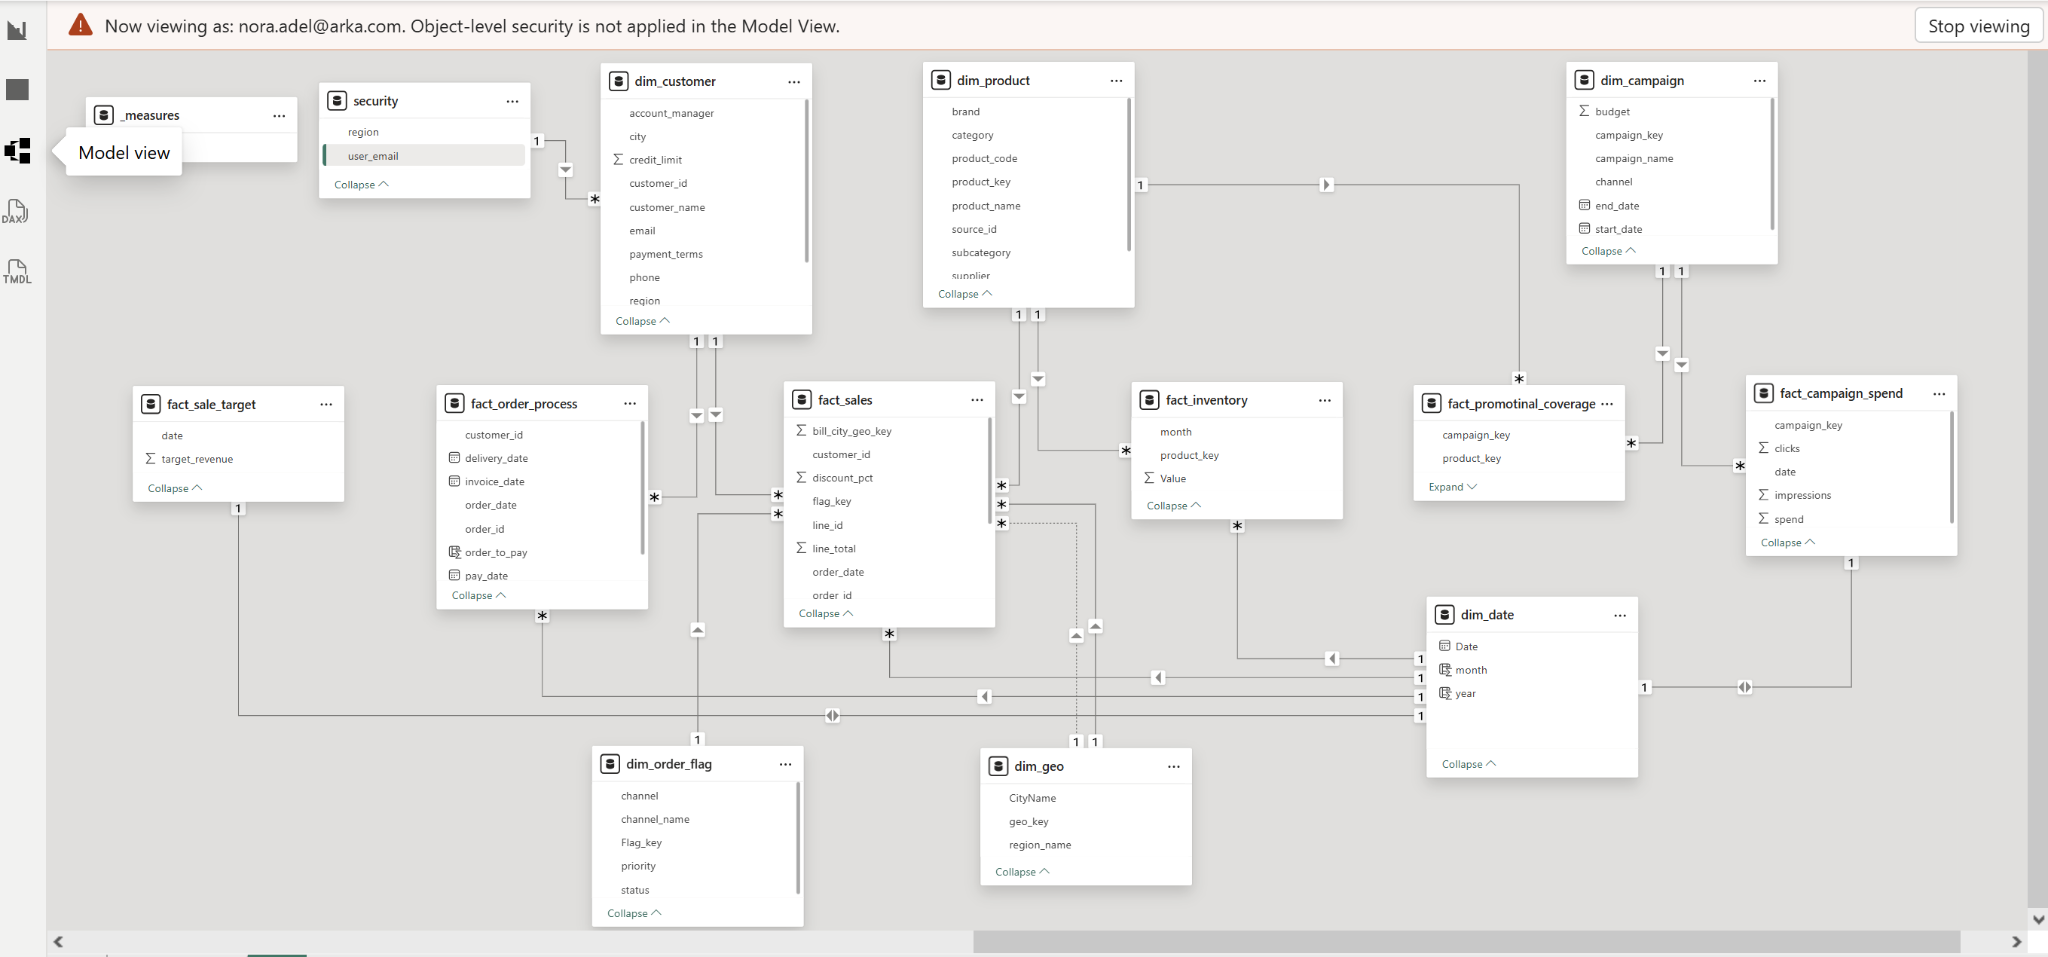 Now viewing as: nora.adel@arka.com. Object-level security is not applied in the Model View.
Stop viewing
Model view
DAX
TMDL
_measures
security
region
user_email
Collapse
dim_customer
account_manager
city
credit_limit
customer_id
customer_name
email
payment_terms
phone
region
Collapse
dim_product
brand
category
product_code
product_key
product_name
source_id
subcategory
supplier
Collapse
dim_campaign
budget
campaign_key
campaign_name
channel
end_date
start_date
Collapse
fact_sale_target
date
target_revenue
Collapse
fact_order_process
customer_id
delivery_date
invoice_date
order_date
order_id
order_to_pay
pay_date
Collapse
fact_sales
bill_city_geo_key
customer_id
discount_pct
flag_key
line_id
line_total
order_date
order_id
Collapse
fact_inventory
month
product_key
Value
Collapse
fact_promotinal_coverage
campaign_key
product_key
Expand
fact_campaign_spend
campaign_key
clicks
date
impressions
spend
Collapse
dim_date
Date
month
year
Collapse
dim_order_flag
channel
channel_name
Flag_key
priority
status
Collapse
dim_geo
CityName
geo_key
region_name
Collapse